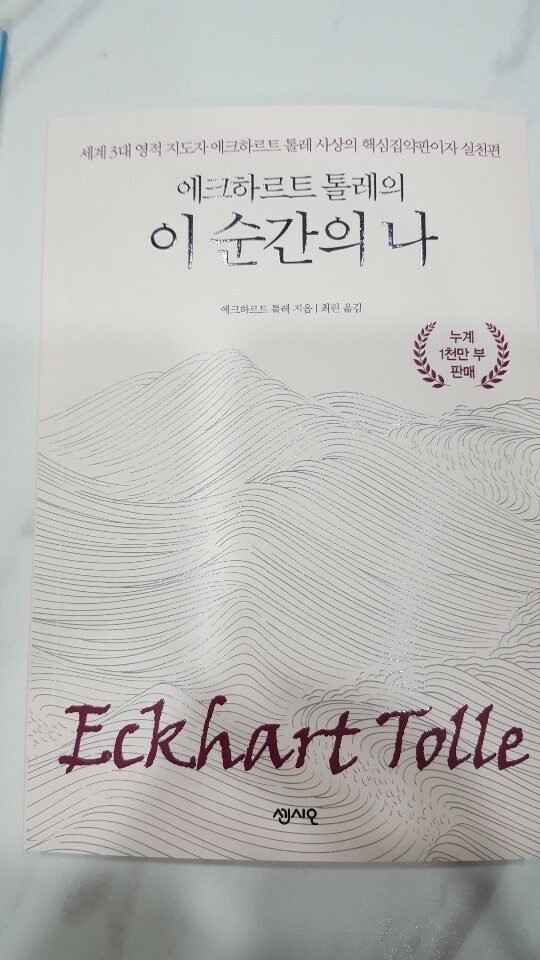 세계 3대 영적 지도자 에크하르트 톨레 사상의 핵심집약판이자 실천편
에크하르트 톨레의
이 순간의 나
에크하르트 톨레 지음 | 최린 옮김
누계
1천만 부
판매
Eckhart Tolle
센시오